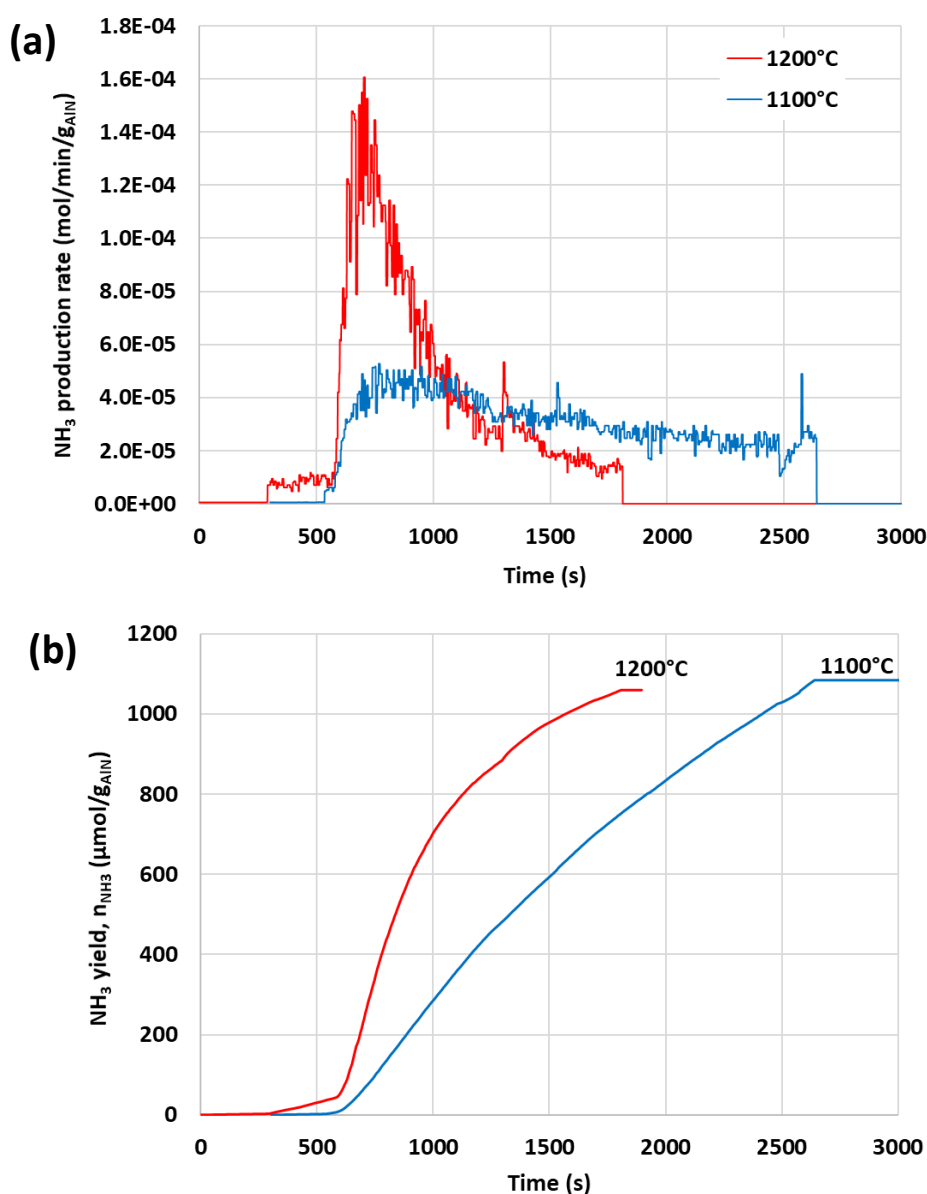 (a)
1.8E-04
1.6E-04
1.4E-04
1.2E-04
1.0E-04
8.0E-05
6.0E-05
4.0E-05
2.0E-05
0.0E+00
NH₃ production rate (mol/min/g_AlN)
1200°C
1100°C
0 500 1000 1500 2000 2500 3000
Time (s)
(b)
1200
1000
800
600
400
200
0
NH₃ yield, n_NH3 (µmol/g_AlN)
1200°C 1100°C
0 500 1000 1500 2000 2500 3000
Time (s)